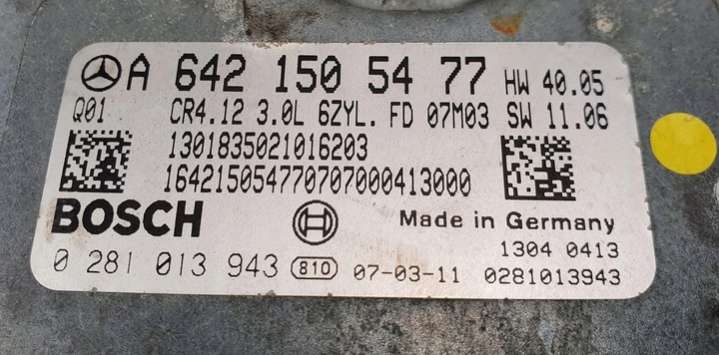 A 642 150 54 77 HW 40.05
Q01 CR4.12 3.0L 6ZYL. FD 07M03 SW 11.06
1301835021016203
164215054770707000413000
BOSCH Made in Germany
1304 0413
0 281 013 943 810 07-03-11 0281013943